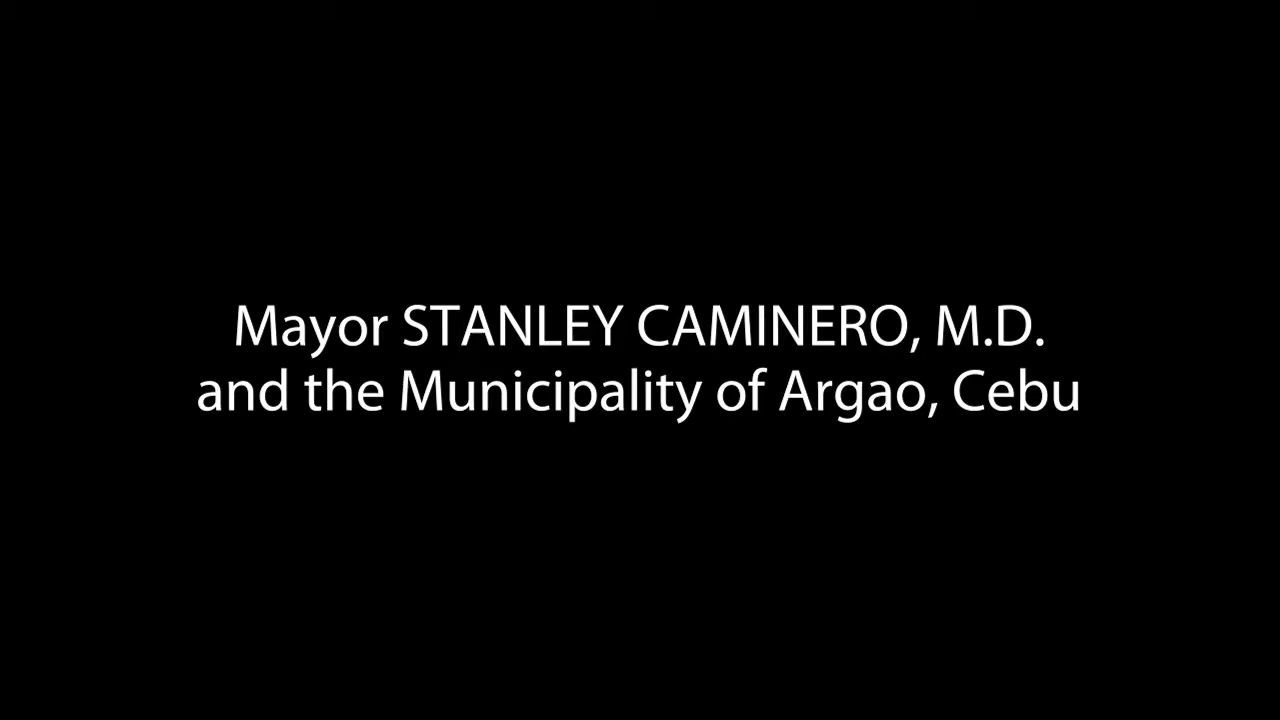 Mayor STANLEY CAMINERO, M.D.
and the Municipality of Argao, Cebu